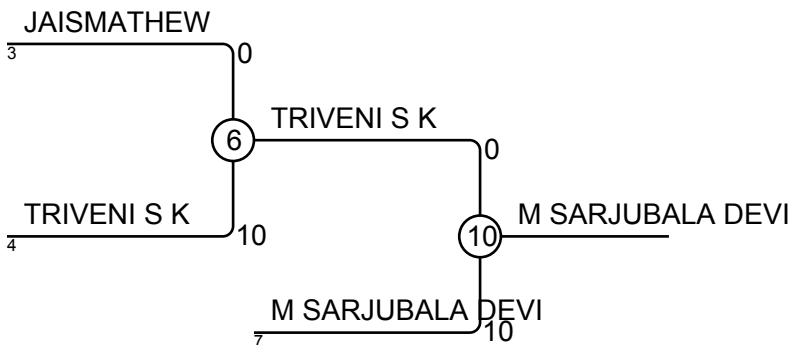 JAISMATHEW
3
0
6
TRIVENI S K
0
TRIVENI S K
4
10
10
M SARJUBALA DEVI
M SARJUBALA DEVI
7
10